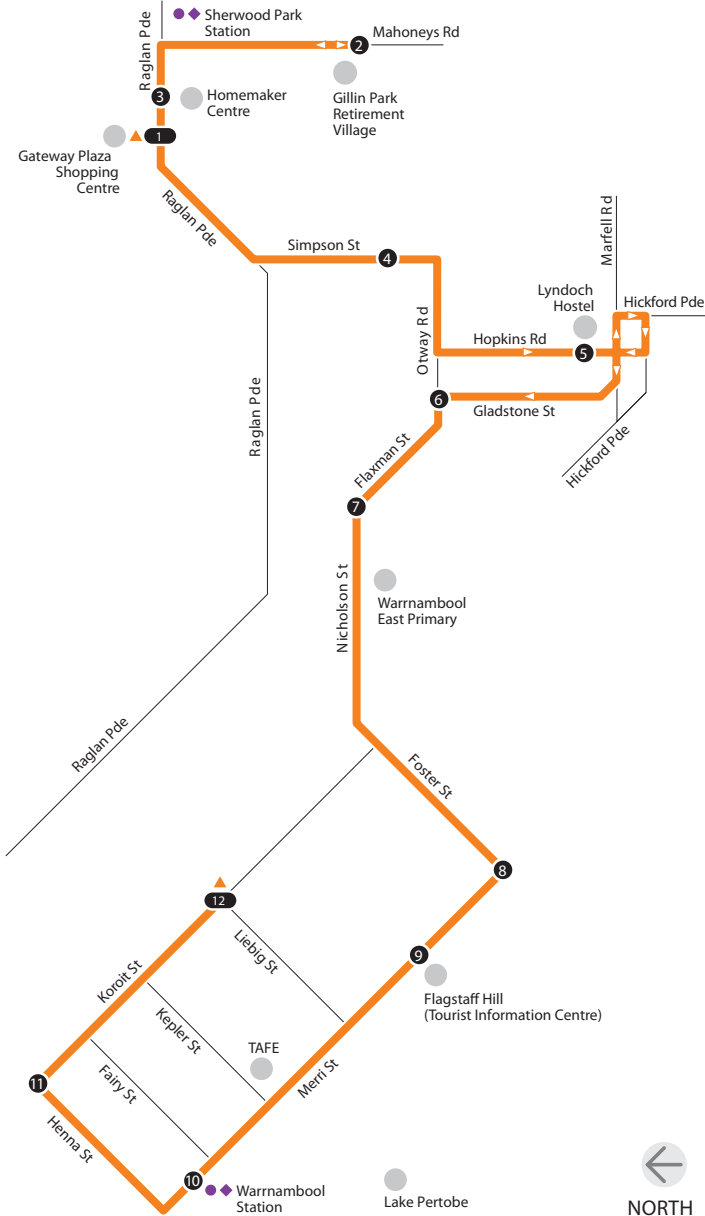 Sherwood Park
Station
Raglan Pde
2
Mahoneys Rd
3
Homemaker
Centre
Gillin Park
Retirement
Village
1
Gateway Plaza
Shopping
Centre
Raglan Pde
Simpson St
4
Marfell Rd
Lyndoch
Hostel
Hickford Pde
Otway Rd
Hopkins Rd
5
6
Gladstone St
Raglan Pde
Flaxman St
Hickford Pde
7
Nicholson St
Warrnambool
East Primary
Raglan Pde
Foster St
8
12
Liebig St
9
Koroit St
Flagstaff Hill
(Tourist Information Centre)
Kepler St
TAFE
Merri St
11
Fairy St
Henna St
10
Warrnambool
Station
Lake Pertobe
NORTH